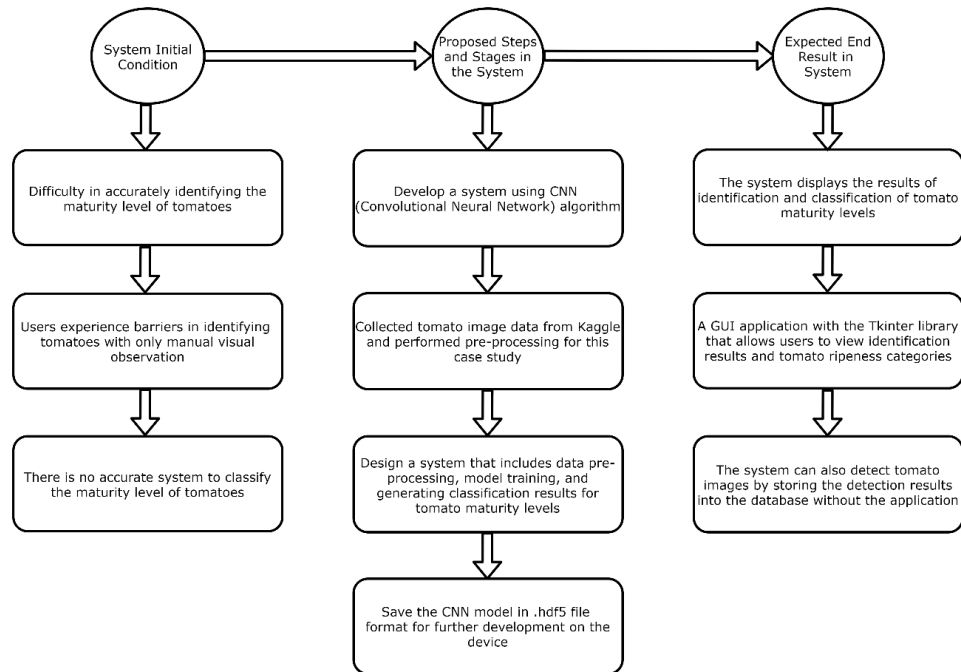 System Initial
Condition
Proposed Steps
and Stages in
the System
Expected End
Result in
System
Difficulty in accurately identifying the
maturity level of tomatoes
Users experience barriers in identifying
tomatoes with only manual visual
observation
There is no accurate system to classify
the maturity level of tomatoes
Develop a system using CNN
(Convolutional Neural Network) algorithm
Collected tomato image data from Kaggle
and performed pre-processing for this
case study
Design a system that includes data pre-
processing, model training, and
generating classification results for
tomato maturity levels
Save the CNN model in .hdf5 file
format for further development on the
device
The system displays the results of
identification and classification of tomato
maturity levels
A GUI application with the Tkinter library
that allows users to view identification
results and tomato ripeness categories
The system can also detect tomato
images by storing the detection results
into the database without the application